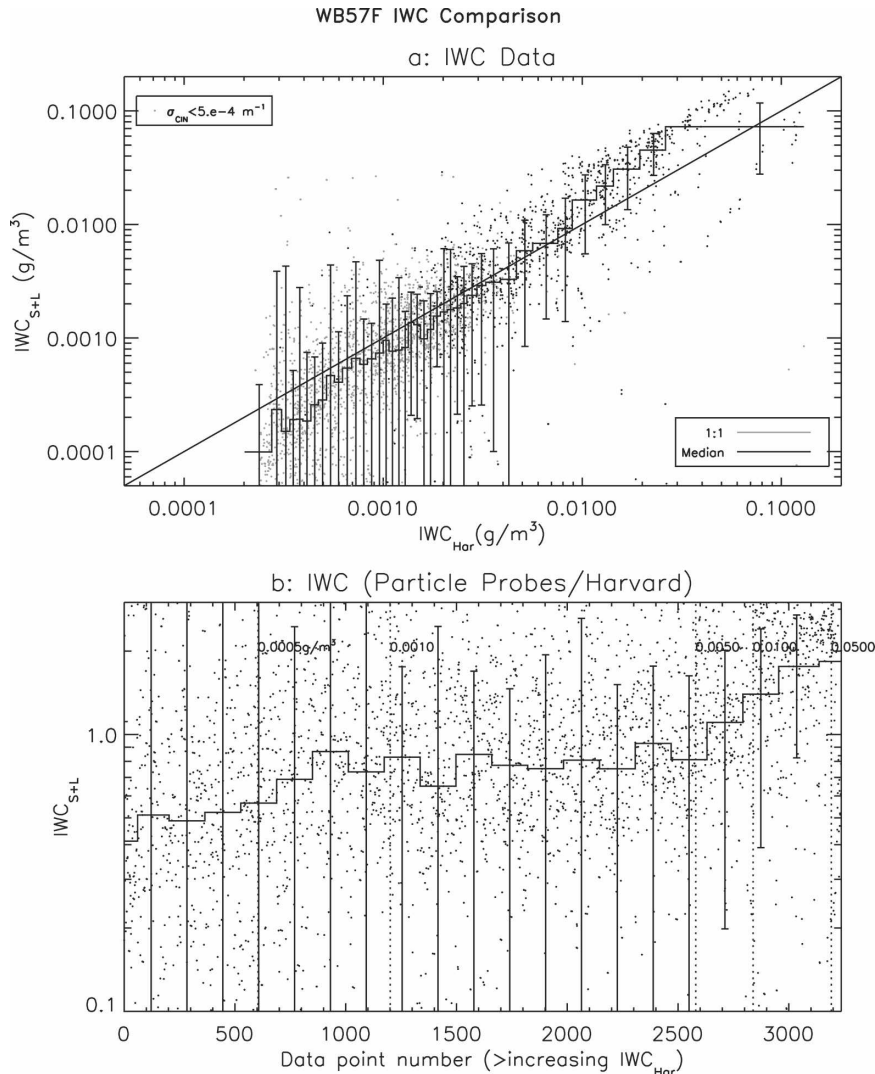 WB57F IWC Comparison
a: IWC Data
σCIN<5.e-4 m-1
0.1000
0.0100
0.0010
0.0001
IWCS+L (g/m3)
1:1
Median
0.0001 0.0010 0.0100 0.1000
IWCHar(g/m3)
b: IWC (Particle Probes/Harvard)
0.0005g/m3 0.0010 0.0050 0.0100 0.0500
1.0
0.1
IWCS+L
0 500 1000 1500 2000 2500 3000
Data point number (>increasing IWCHar)